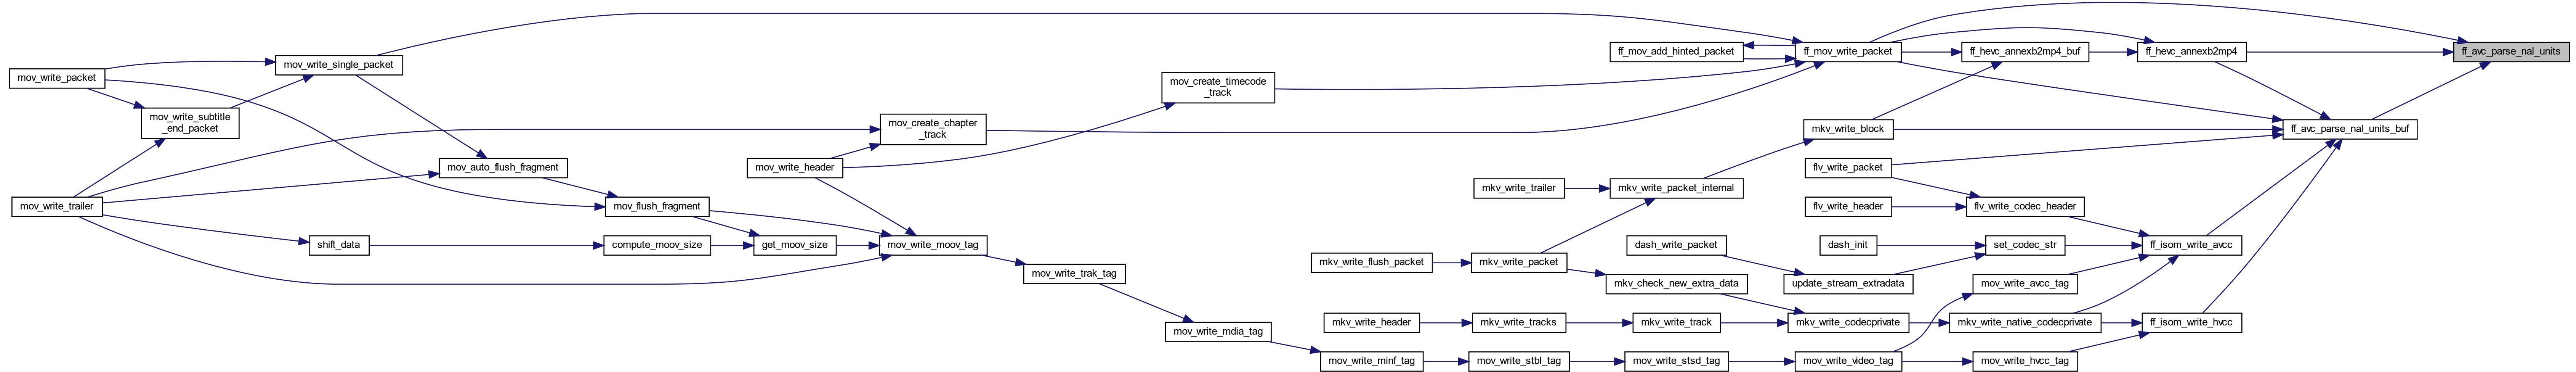 ff_avc_parse_nal_units
ff_hevc_annexb2mp4
ff_hevc_annexb2mp4_buf
ff_mov_write_packet
ff_mov_add_hinted_packet
mov_write_single_packet
mov_write_packet
mov_create_timecode
_track
mov_write_subtitle
_end_packet
mov_create_chapter
_track
mkv_write_block
ff_avc_parse_nal_units_buf
mov_auto_flush_fragment
mov_write_header
flv_write_packet
mkv_write_trailer
mkv_write_packet_internal
mov_write_trailer
mov_flush_fragment
flv_write_header
flv_write_codec_header
shift_data
compute_moov_size
get_moov_size
mov_write_moov_tag
dash_write_packet
dash_init
set_codec_str
ff_isom_write_avcc
mkv_write_flush_packet
mkv_write_packet
mov_write_trak_tag
mkv_check_new_extra_data
update_stream_extradata
mov_write_avcc_tag
mov_write_mdia_tag
mkv_write_header
mkv_write_tracks
mkv_write_track
mkv_write_codecprivate
mkv_write_native_codecprivate
ff_isom_write_hvcc
mov_write_minf_tag
mov_write_stbl_tag
mov_write_stsd_tag
mov_write_video_tag
mov_write_hvcc_tag